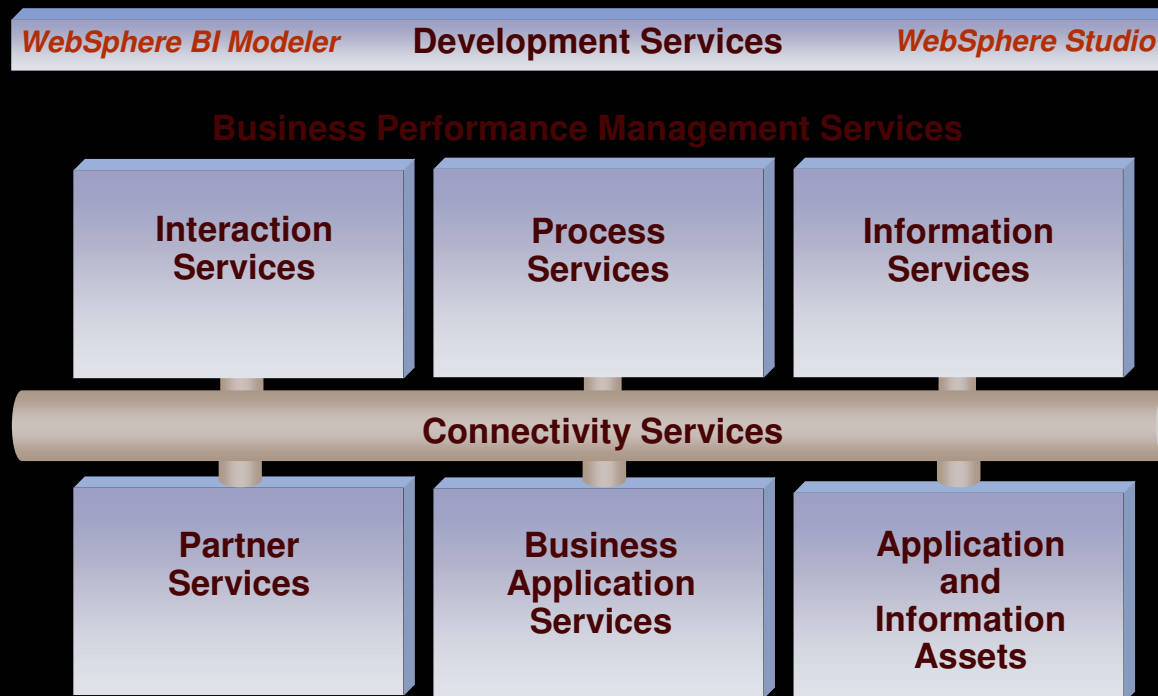 WebSphere BI Modeler Development Services WebSphere Studio
Business Performance Management Services
Interaction
Services
Process
Services
Information
Services
Connectivity Services
Partner
Services
Business
Application
Services
Application
and
Information
Assets